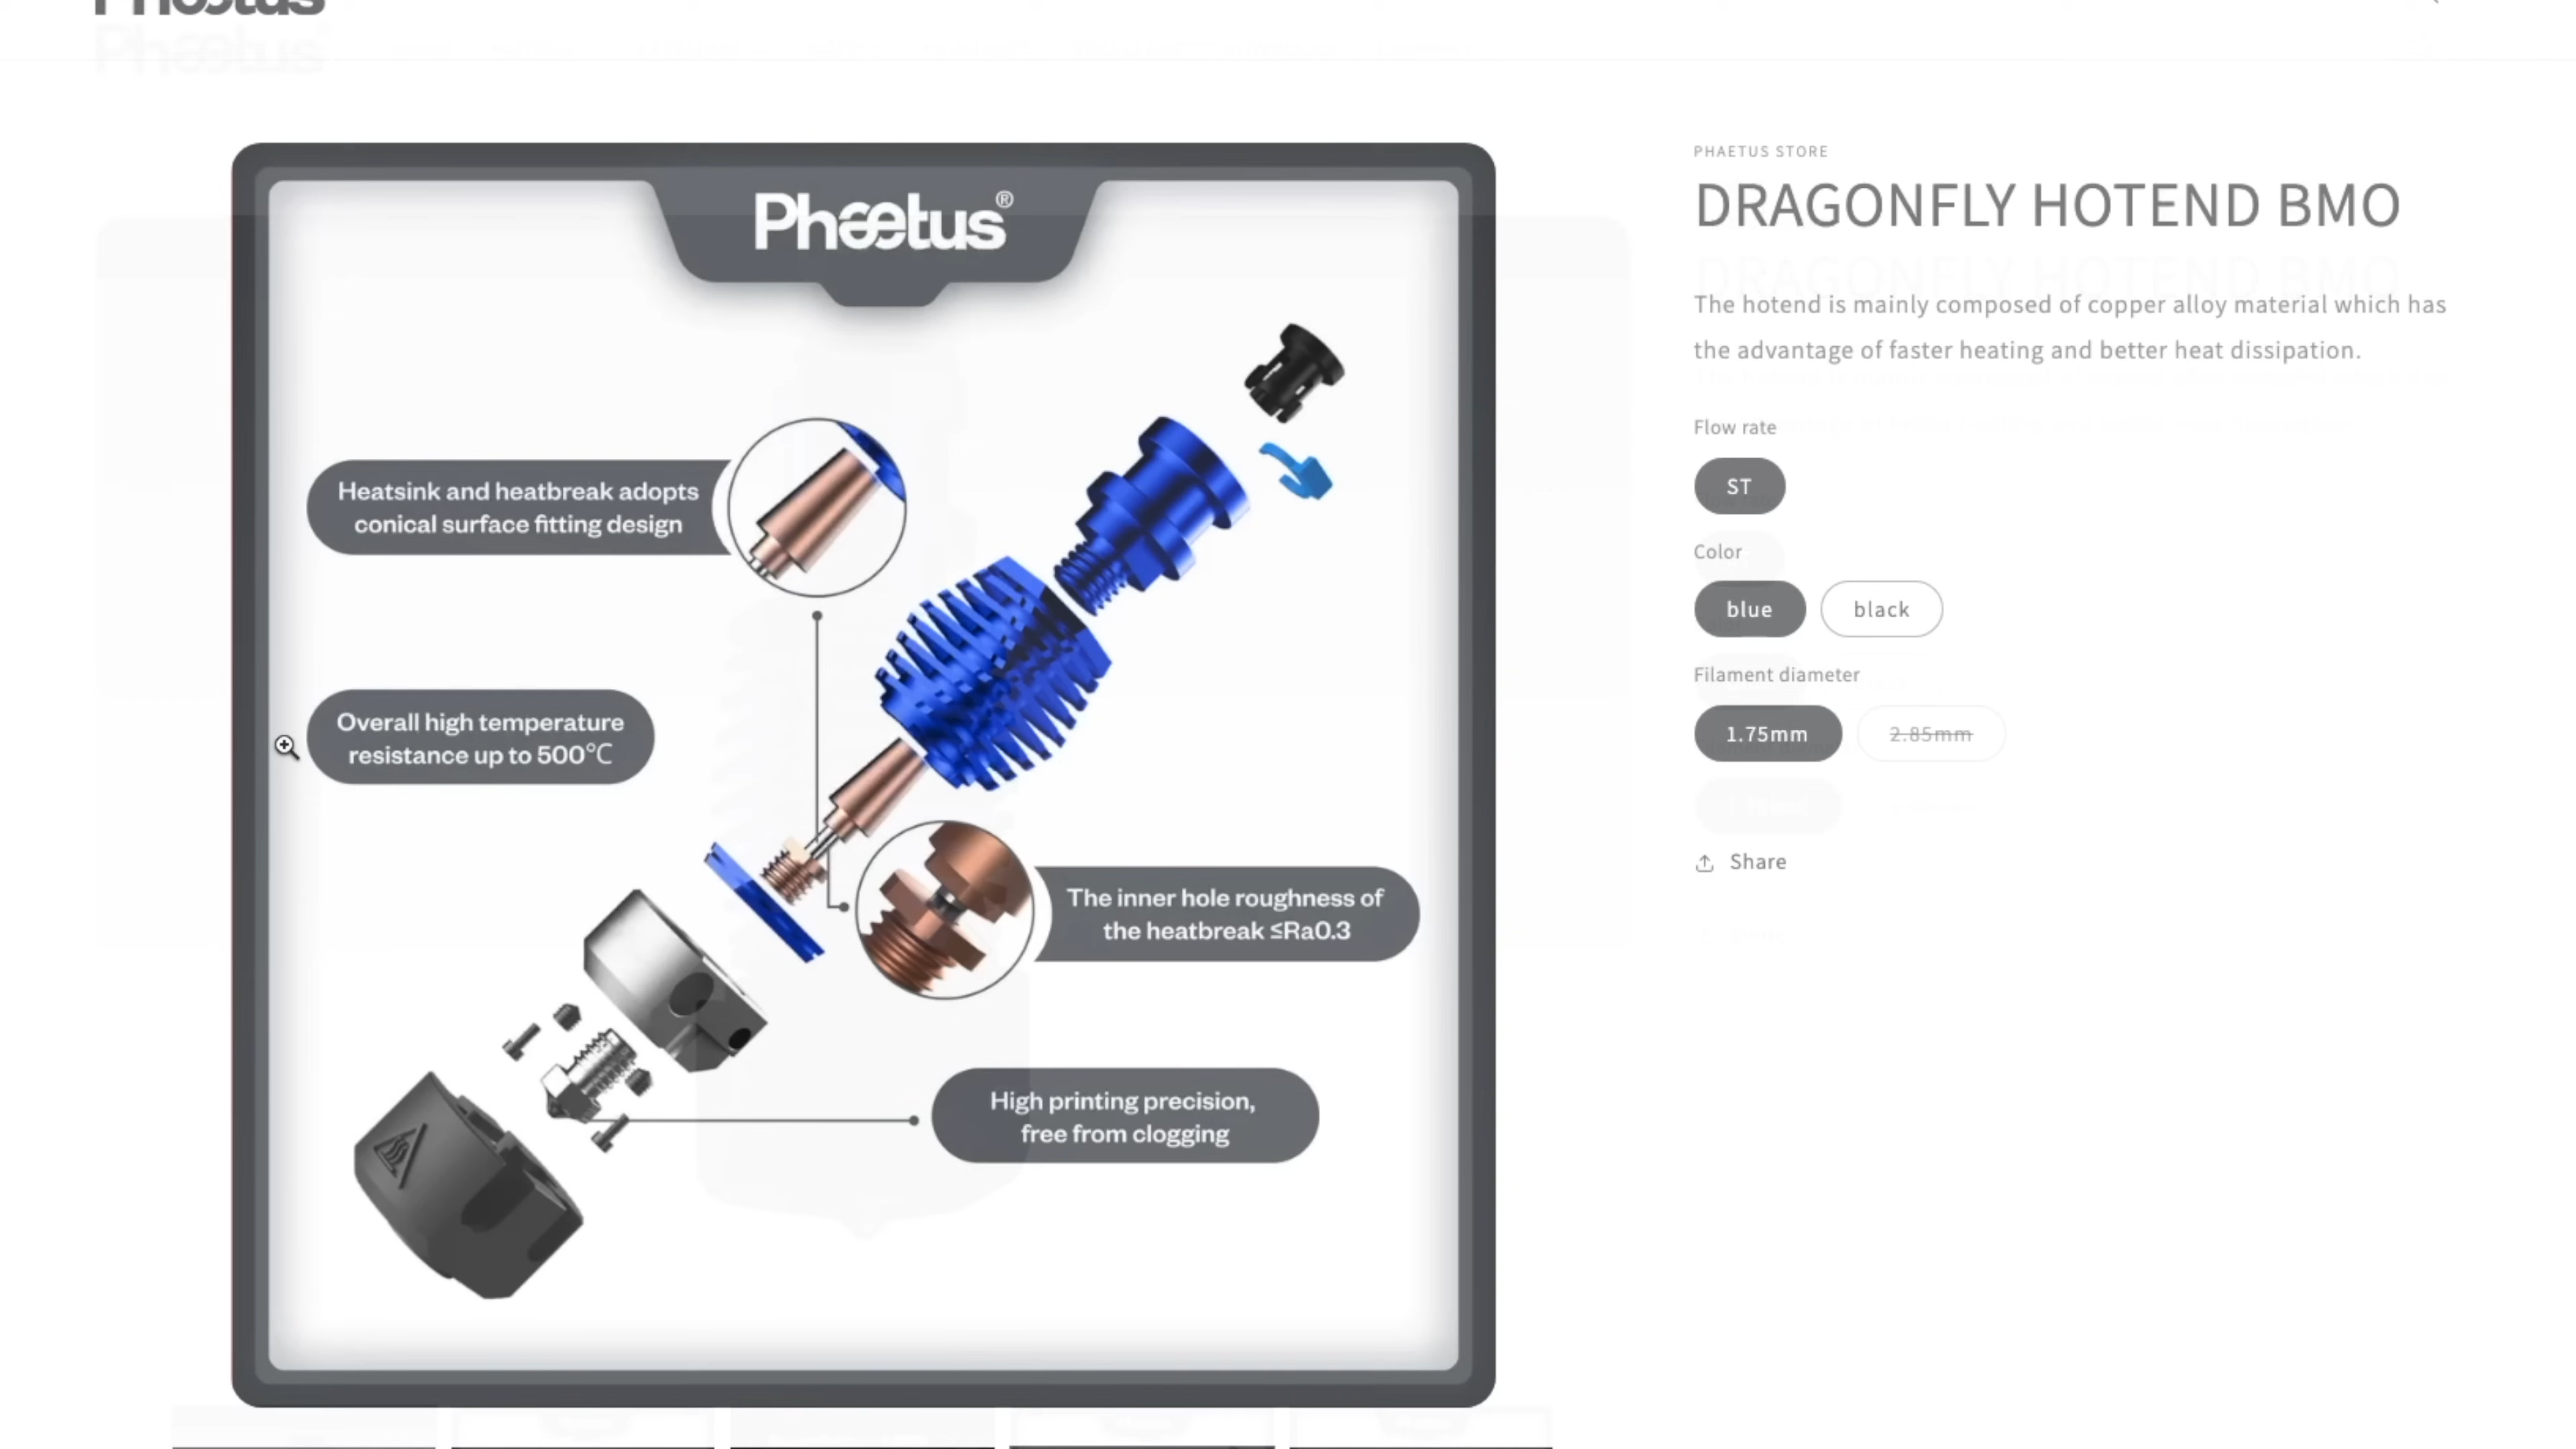 Phaetus
Phaetus®
PHAETUS STORE
DRAGONFLY HOTEND BMO
The hotend is mainly composed of copper alloy material which has
the advantage of faster heating and better heat dissipation.
Flow rate
ST
Color
blue
black
Filament diameter
1.75mm
2.85mm
Share
Heatsink and heatbreak adopts
conical surface fitting design
Overall high temperature
resistance up to 500℃
The inner hole roughness of
the heatbreak ≤Ra0.3
High printing precision,
free from clogging